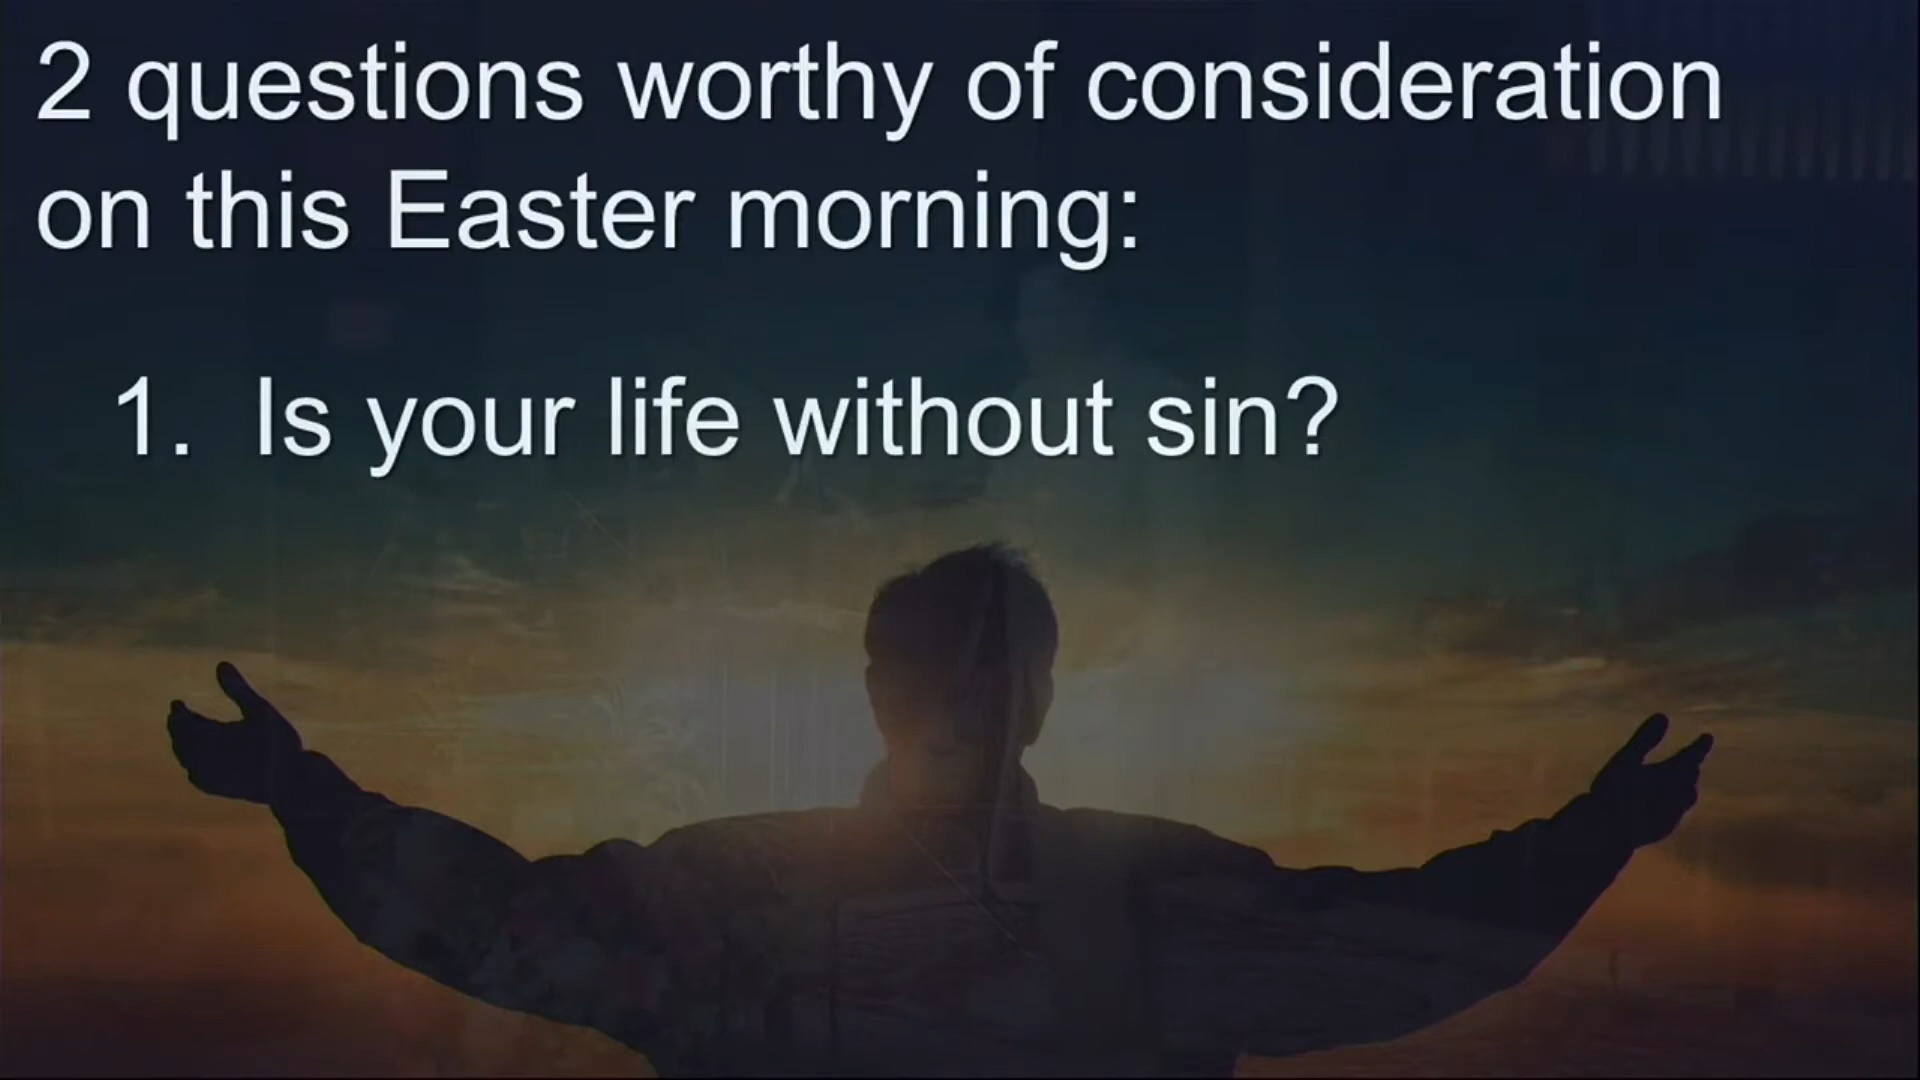 2 questions worthy of consideration
on this Easter morning:
1. Is your life without sin?